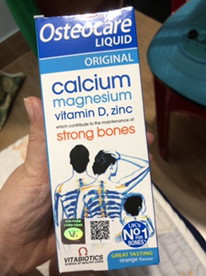 Osteocare
LIQUID
ORIGINAL
calcium
magnesium
vitamin D, zinc
which contribute to the maintenance of
strong bones
UK's
No1
BONES
VITABIOTICS
GREAT TASTING
orange flavour